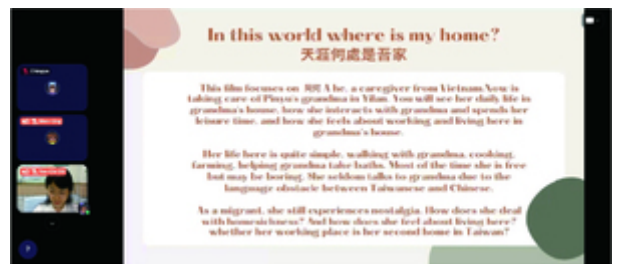 In this world where is my home?
天涯何處是吾家
This film focuses on 阿河 A he, a caregiver from Vietnam. Now is
taking care of Pinyu's grandma in Yilan. You will see her daily life in
grandma's house, how she interacts with grandma and spends her
leisure time, and how she feels about working and living here in
grandma's house.
Her life here is quite simple, walking with grandma, cooking,
farming, helping grandma take baths. Most of the time she is free
but may be boring. She seldom talks to grandma due to the
language obstacle between Taiwanese and Chinese.
As a migrant, she still experiences nostalgia. How does she deal
with homesickness? And how does she feel about living here?
whether her working place is her second home in Taiwan?